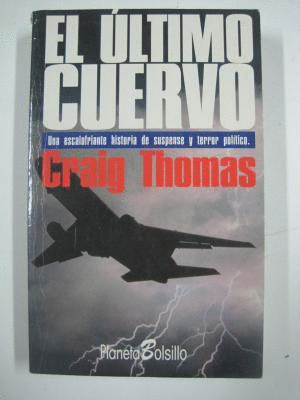 EL ÚLTIMO
CUERVO
Una escalofriante historia de suspense y terror político.
Craig Thomas
Planeta Bolsillo